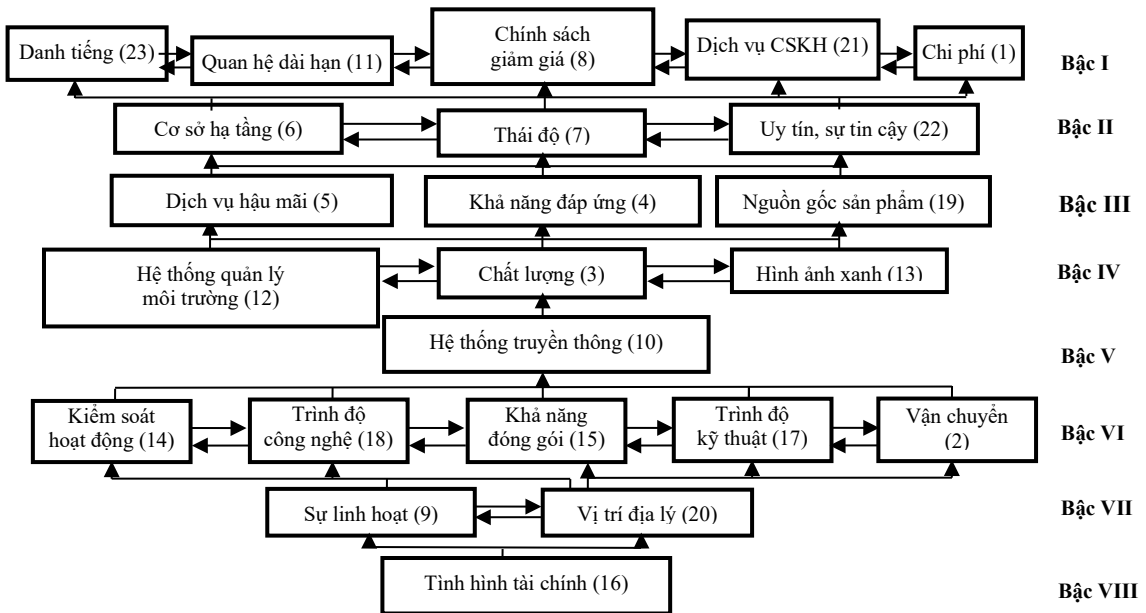 Danh tiếng (23)
Quan hệ dài hạn (11)
Chính sách
giảm giá (8)
Dịch vụ CSKH (21)
Chi phí (1)
Bậc I
Cơ sở hạ tầng (6)
Thái độ (7)
Uy tín, sự tin cậy (22)
Bậc II
Dịch vụ hậu mãi (5)
Khả năng đáp ứng (4)
Nguồn gốc sản phẩm (19)
Bậc III
Hệ thống quản lý
môi trường (12)
Chất lượng (3)
Hình ảnh xanh (13)
Bậc IV
Hệ thống truyền thông (10)
Bậc V
Kiểm soát
hoạt động (14)
Trình độ
công nghệ (18)
Khả năng
đóng gói (15)
Trình độ
kỹ thuật (17)
Vận chuyển
(2)
Bậc VI
Sự linh hoạt (9)
Vị trí địa lý (20)
Bậc VII
Tình hình tài chính (16)
Bậc VIII